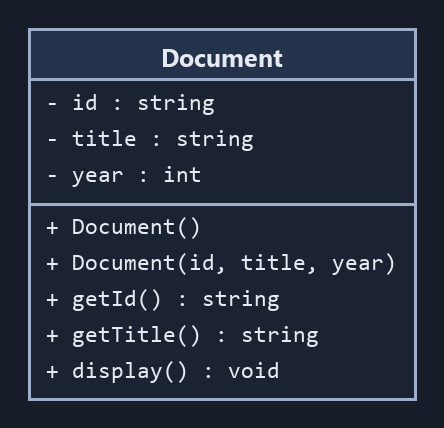 Document
- id : string
- title : string
- year : int
+ Document()
+ Document(id, title, year)
+ getId() : string
+ getTitle() : string
+ display() : void